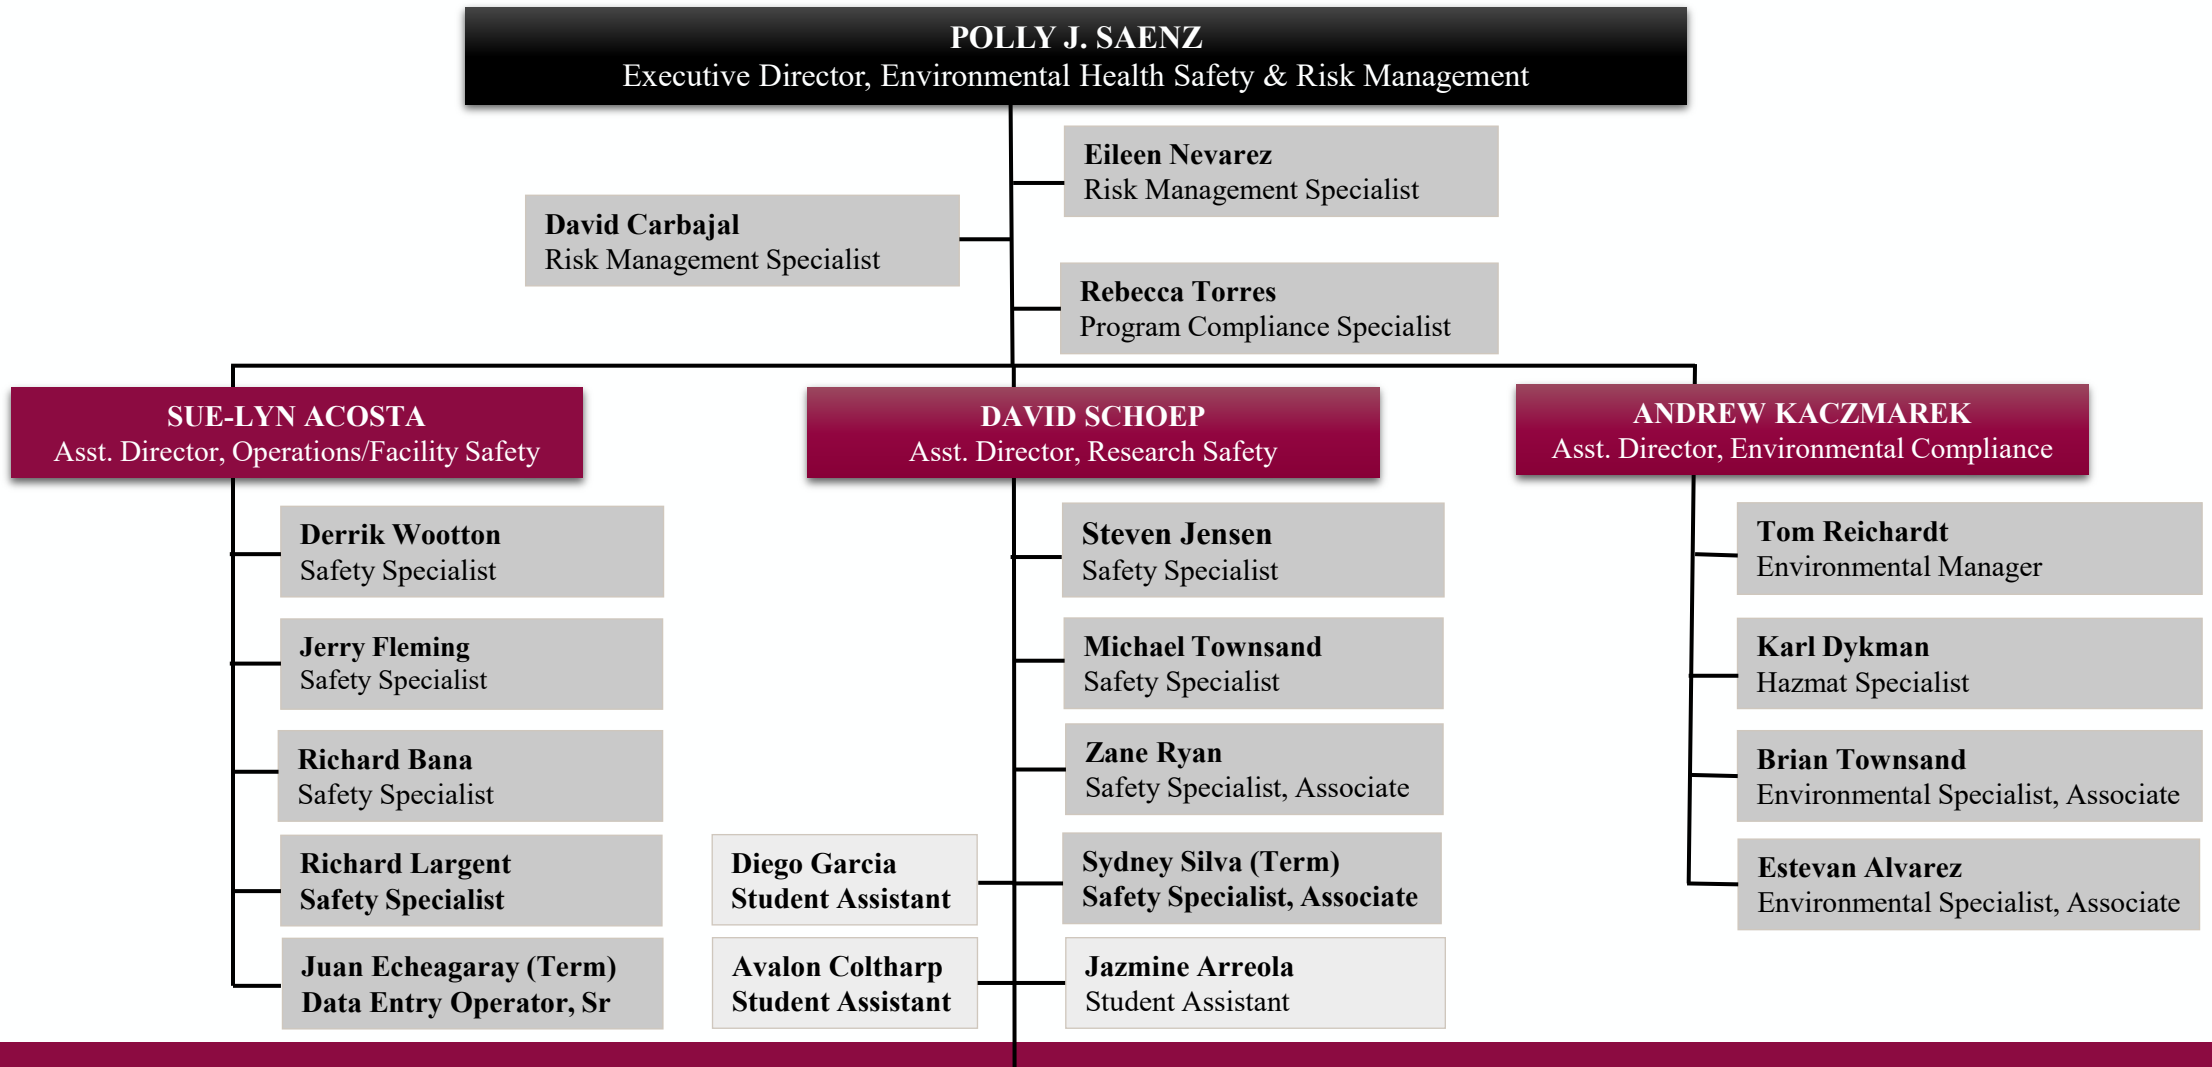 POLLY J. SAENZ
Executive Director, Environmental Health Safety & Risk Management
Eileen Nevarez
Risk Management Specialist
David Carbajal
Risk Management Specialist
Rebecca Torres
Program Compliance Specialist
SUE-LYN ACOSTA
Asst. Director, Operations/Facility Safety
Derrik Wootton
Safety Specialist
Jerry Fleming
Safety Specialist
Richard Bana
Safety Specialist
Richard Largent
Safety Specialist
Juan Echeagaray (Term)
Data Entry Operator, Sr
DAVID SCHOEP
Asst. Director, Research Safety
Steven Jensen
Safety Specialist
Michael Townsand
Safety Specialist
Zane Ryan
Safety Specialist, Associate
Diego Garcia
Student Assistant
Sydney Silva (Term)
Safety Specialist, Associate
Avalon Coltharp
Student Assistant
Jazmine Arreola
Student Assistant
ANDREW KACZMAREK
Asst. Director, Environmental Compliance
Tom Reichardt
Environmental Manager
Karl Dykman
Hazmat Specialist
Brian Townsand
Environmental Specialist, Associate
Estevan Alvarez
Environmental Specialist, Associate